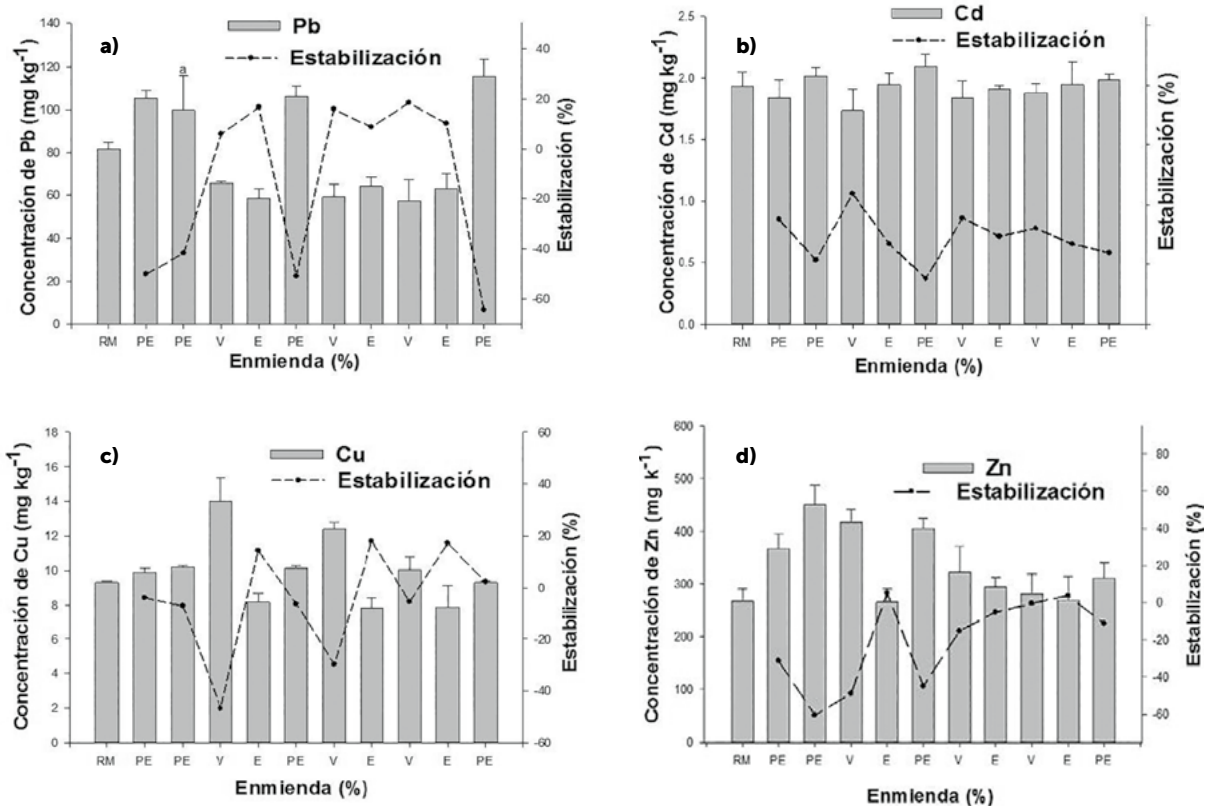 a)
Pb
Estabilización
a
Concentración de Pb (mg kg⁻¹)
140
120
100
80
60
40
20
0
40
20
0
-20
-40
-60
Estabilización (%)
RM PE PE V E PE V E V E PE
Enmienda (%)
b)
Cd
Estabilización
Concentración de Cd (mg kg⁻¹)
2.5
2.0
1.5
1.0
0.5
0.0
Estabilización (%)
RM PE PE V E PE V E V E PE
Enmienda (%)
c)
Cu
Estabilización
Concentración de Cu (mg kg⁻¹)
18
16
14
12
10
8
6
4
2
0
60
40
20
0
-20
-40
-60
Estabilización (%)
RM PE PE V E PE V E V E PE
Enmienda (%)
d)
Zn
Estabilización
Concentración de Zn (mg k⁻¹)
600
500
400
300
200
100
0
80
60
40
20
0
-20
-40
-60
Estabilización (%)
RM PE PE V E PE V E V E PE
Enmienda (%)